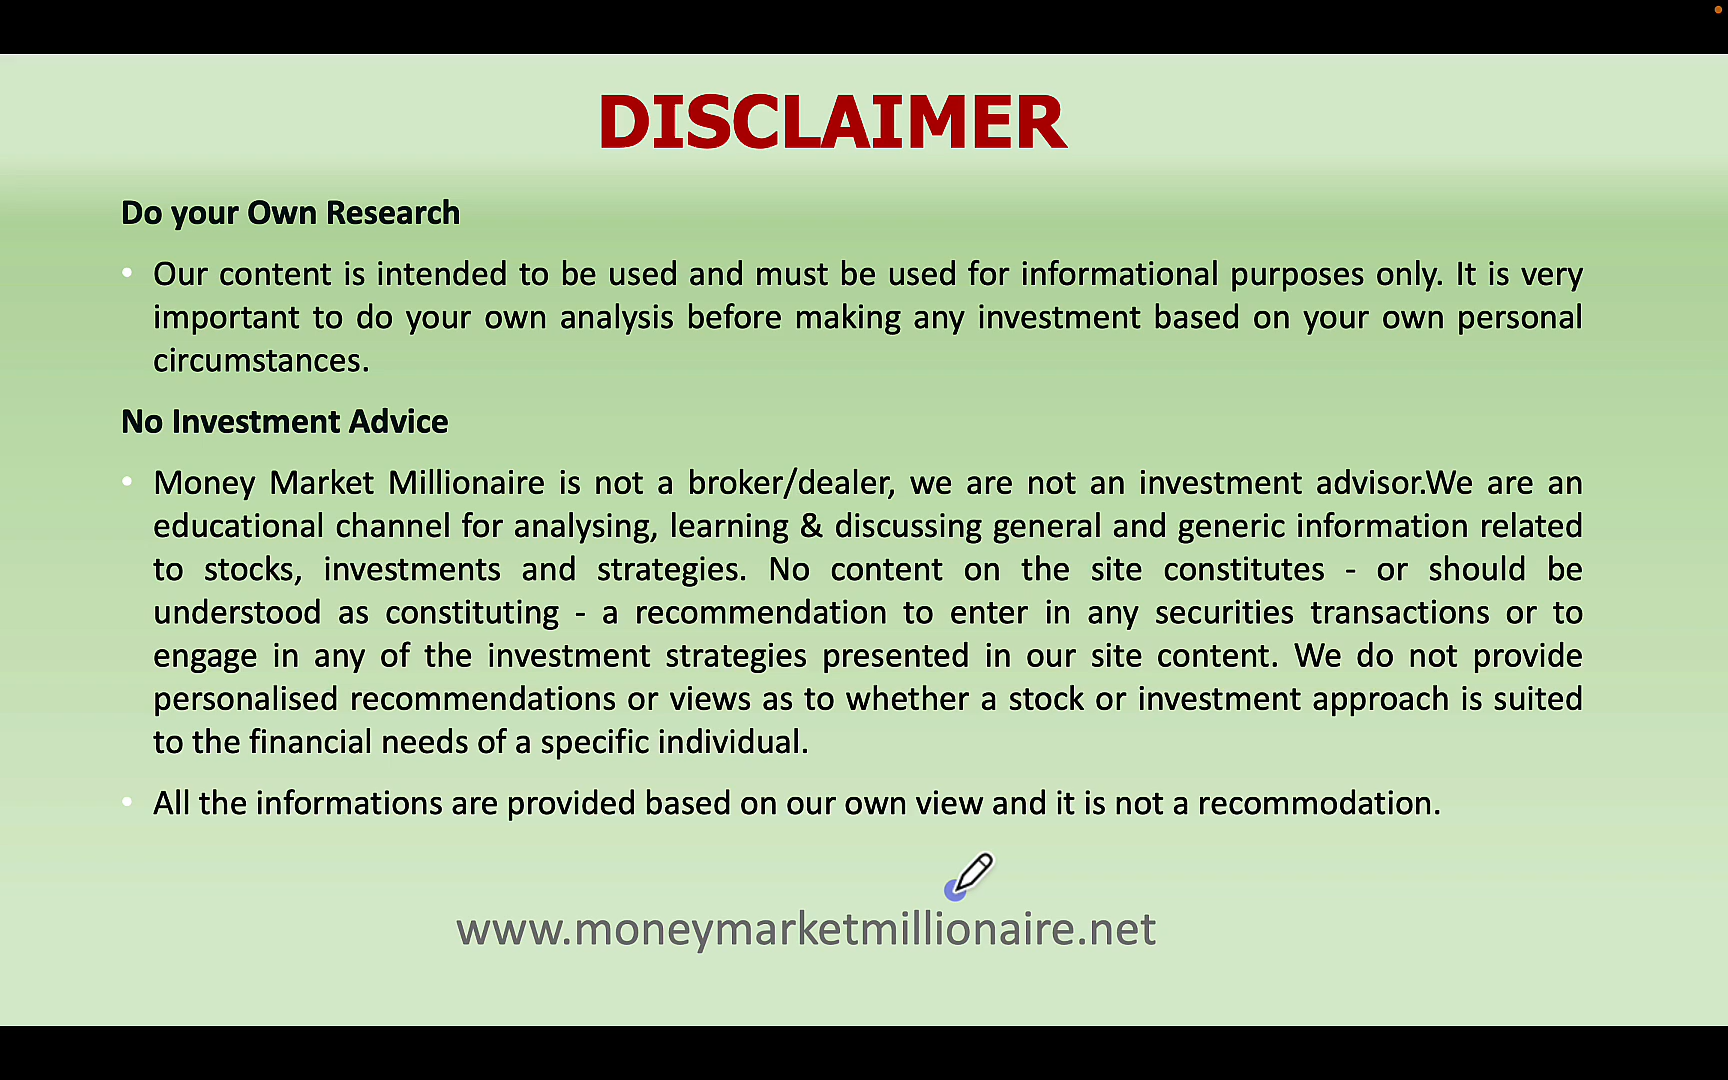 DISCLAIMER
Do your Own Research
• Our content is intended to be used and must be used for informational purposes only. It is very
important to do your own analysis before making any investment based on your own personal
circumstances.
No Investment Advice
• Money Market Millionaire is not a broker/dealer, we are not an investment advisor.We are an
educational channel for analysing, learning & discussing general and generic information related
to stocks, investments and strategies. No content on the site constitutes - or should be
understood as constituting - a recommendation to enter in any securities transactions or to
engage in any of the investment strategies presented in our site content. We do not provide
personalised recommendations or views as to whether a stock or investment approach is suited
to the financial needs of a specific individual.
• All the informations are provided based on our own view and it is not a recommodation.
www.moneymarketmillionaire.net